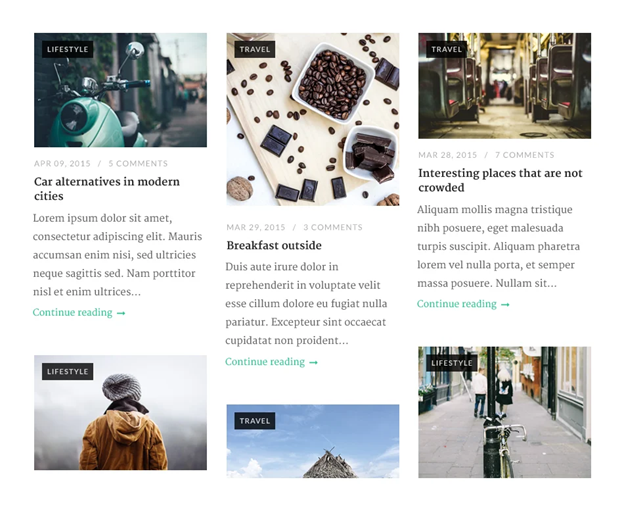 LIFESTYLE
APR 09, 2015 / 5 COMMENTS
Car alternatives in modern
cities
Lorem ipsum dolor sit amet,
consectetur adipiscing elit. Mauris
accumsan enim nisi, sed ultricies
neque sagittis sed. Nam porttitor
nisl et enim ultrices...
Continue reading →
LIFESTYLE
TRAVEL
MAR 29, 2015 / 3 COMMENTS
Breakfast outside
Duis aute irure dolor in
reprehenderit in voluptate velit
esse cillum dolore eu fugiat nulla
pariatur. Excepteur sint occaecat
cupidatat non proident...
Continue reading →
TRAVEL
TRAVEL
MAR 28, 2015 / 7 COMMENTS
Interesting places that are not
crowded
Aliquam mollis magna tristique
nibh posuere, eget malesuada
turpis suscipit. Aliquam pharetra
lorem vel nulla porta, et semper
massa posuere. Nullam sit...
Continue reading →
LIFESTYLE